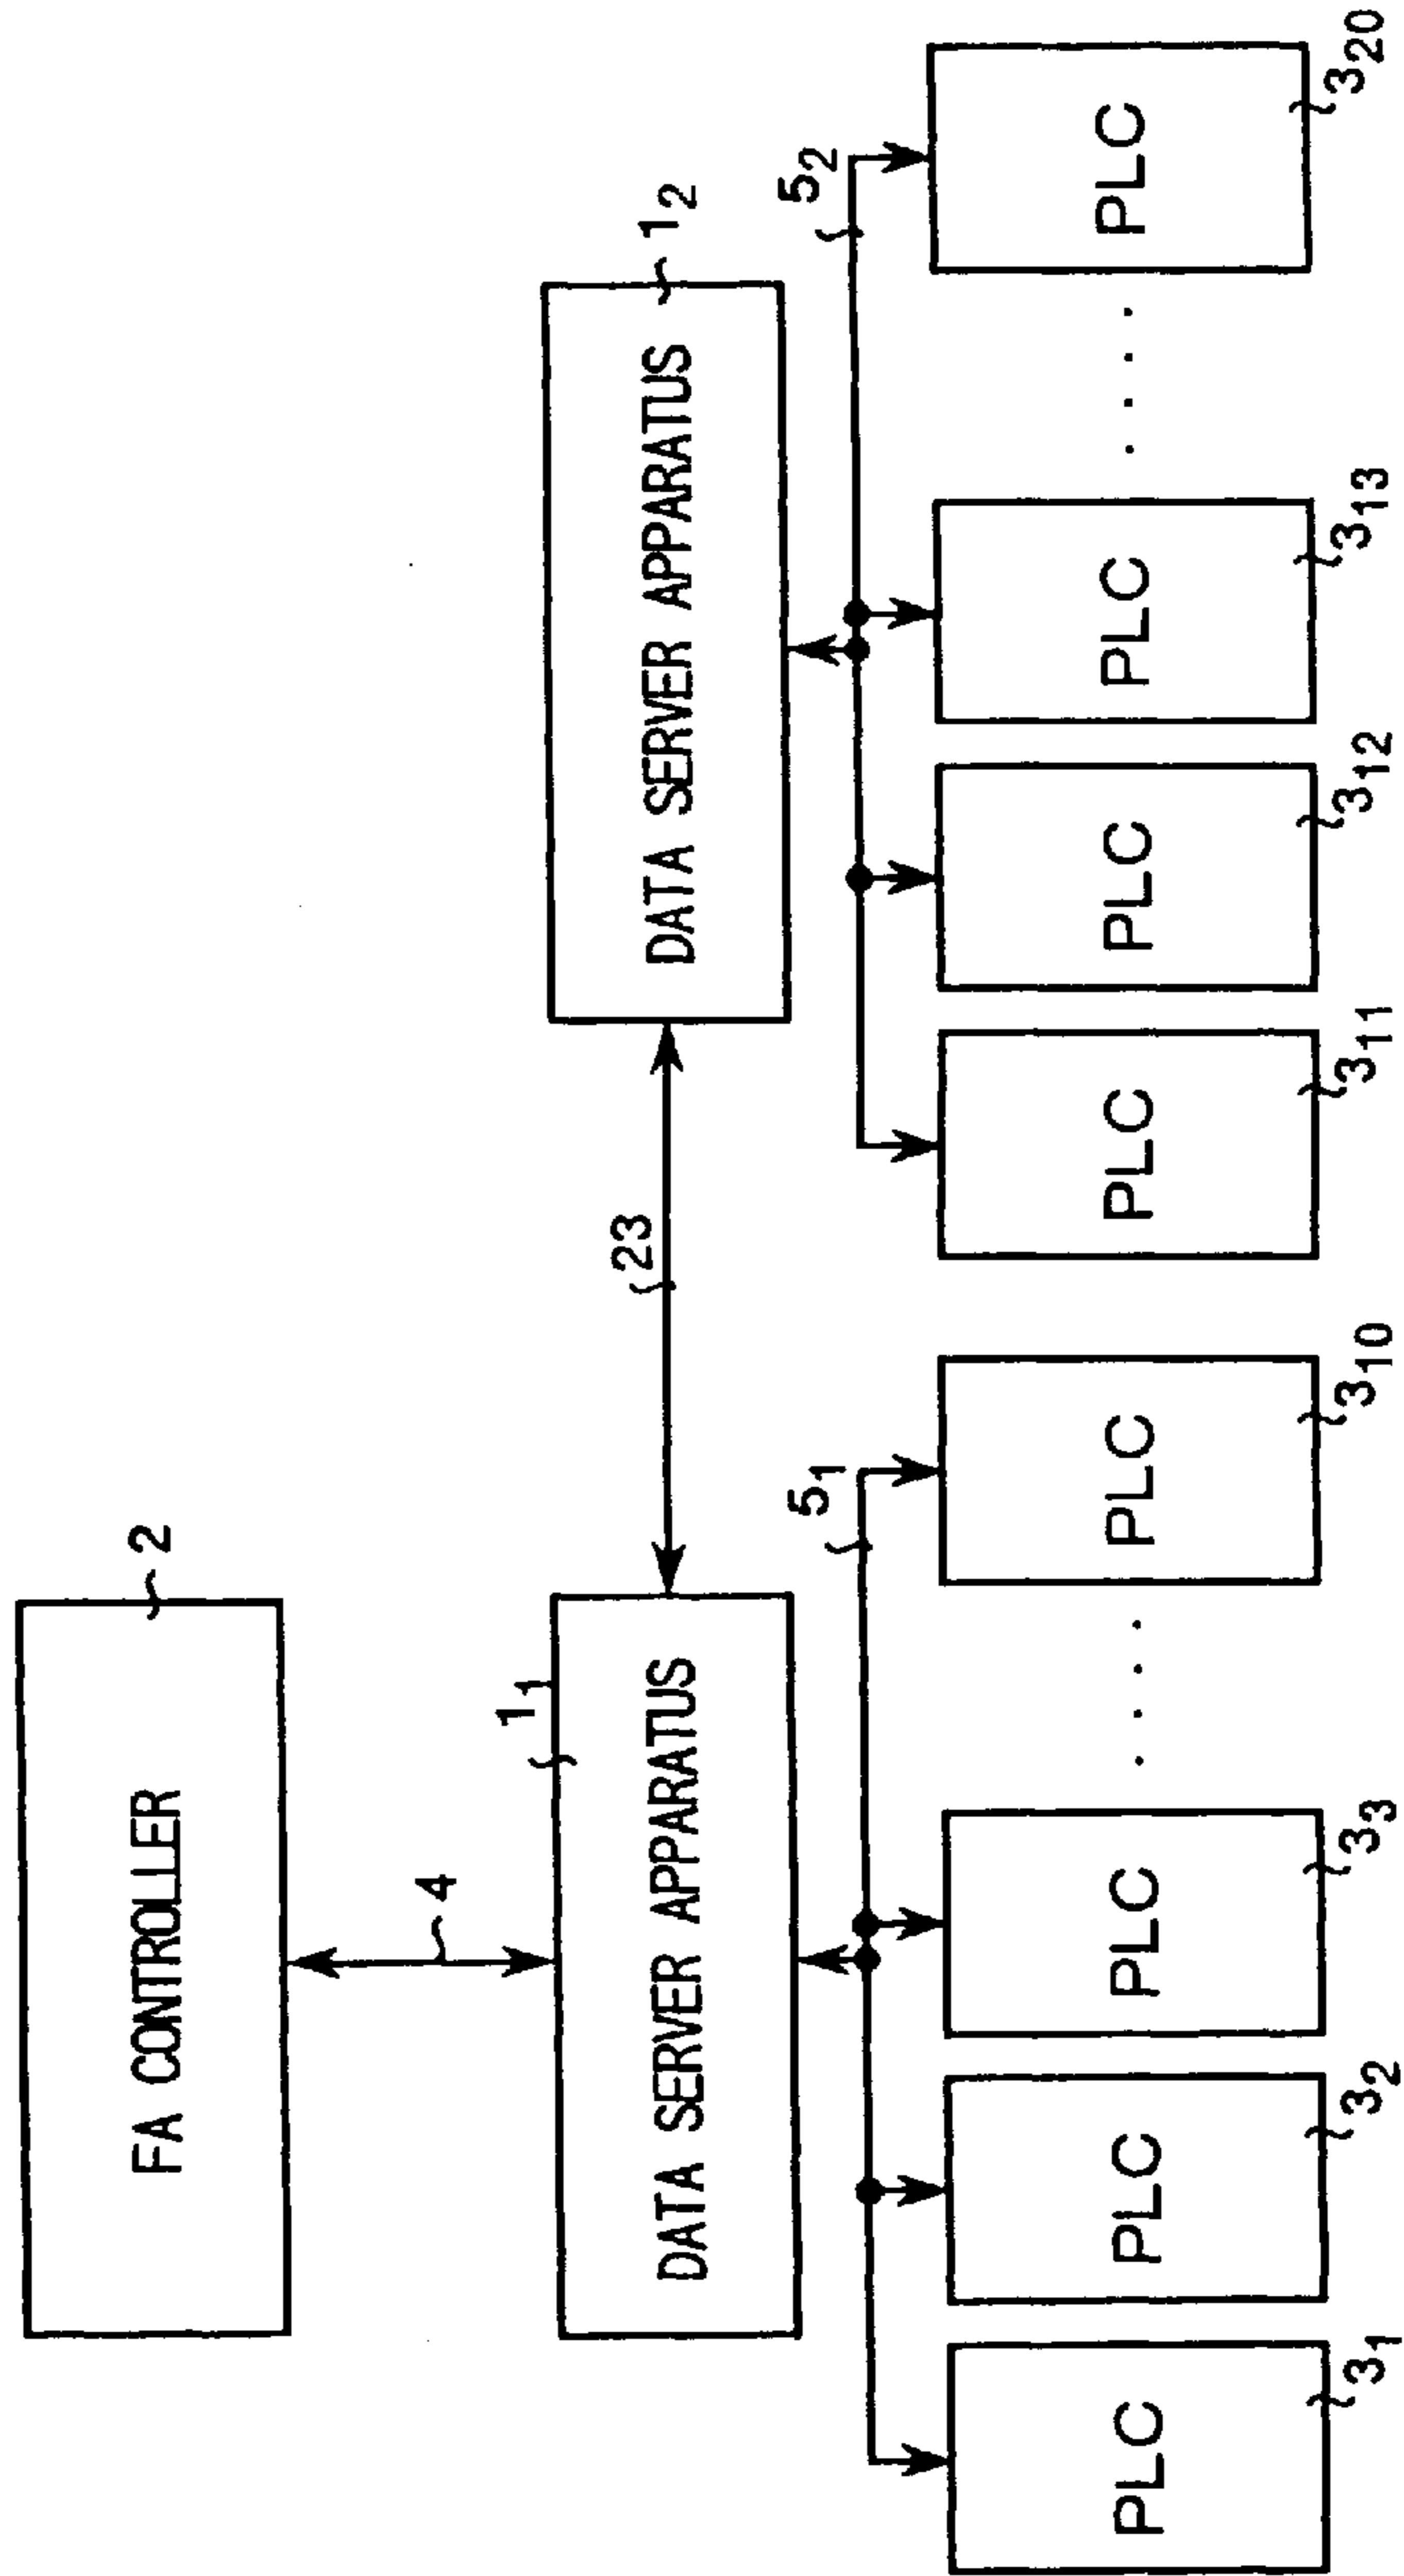 FA CONTROLLER
2
4
1₁
DATA SERVER APPARATUS
23
DATA SERVER APPARATUS
1₂
5₁
5₂
PLC
3₁
PLC
3₂
PLC
3₃
. . . .
PLC
3₁₀
PLC
3₁₁
PLC
3₁₂
PLC
3₁₃
. . . .
PLC
3₂₀